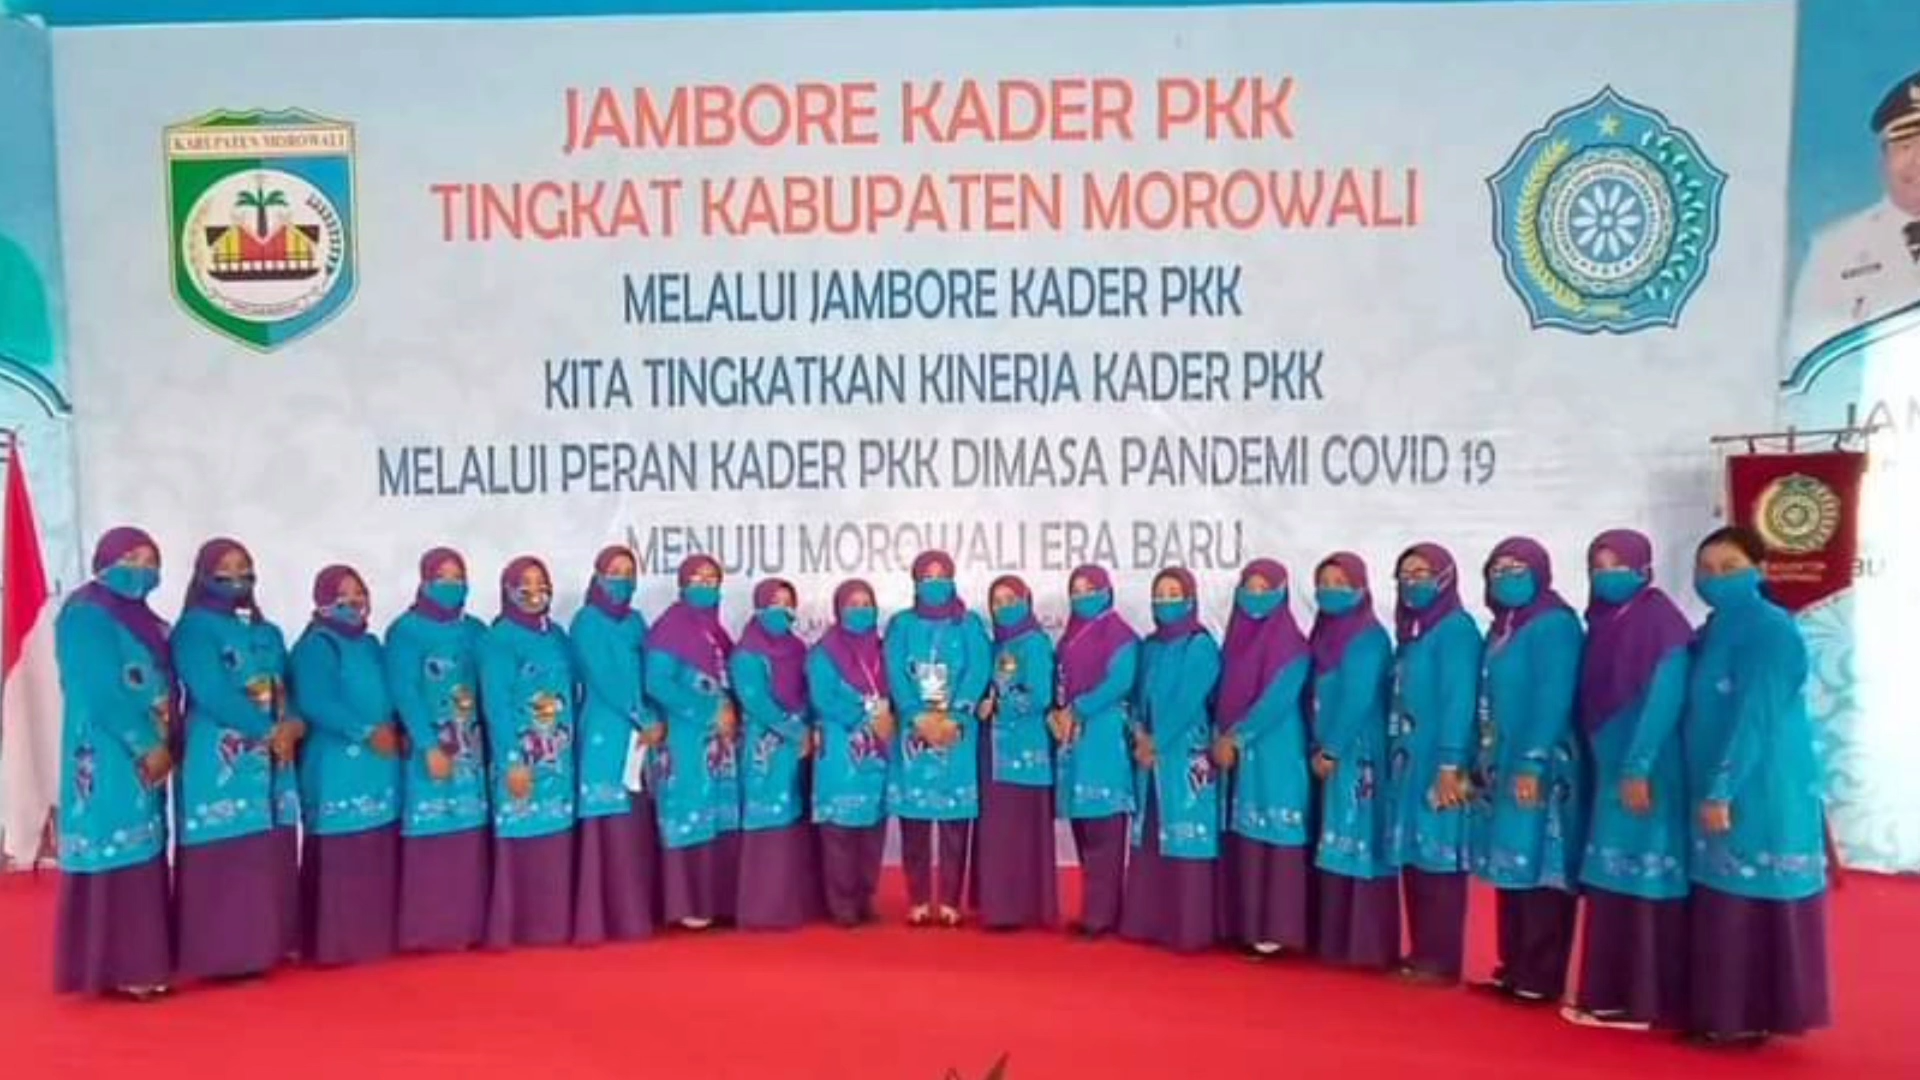 JAMBORE KADER PKK
TINGKAT KABUPATEN MOROWALI
MELALUI JAMBORE KADER PKK
KITA TINGKATKAN KINERJA KADER PKK
MELALUI PERAN KADER PKK DIMASA PANDEMI COVID 19
MENUJU MOROWALI ERA BARU
KABUPATEN MOROWALI